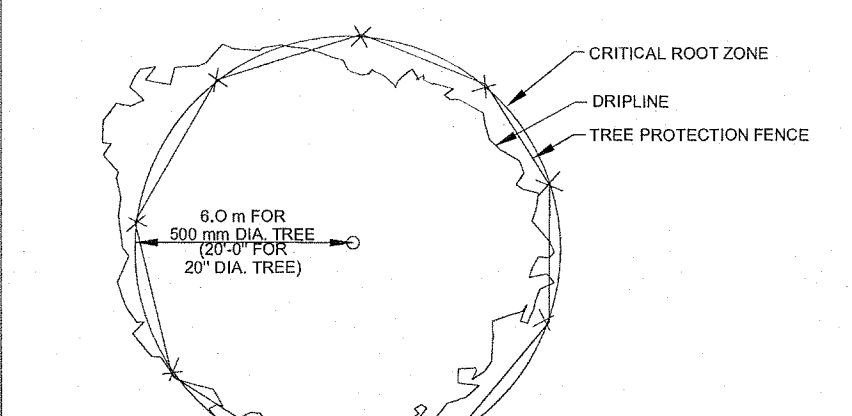 CRITICAL ROOT ZONE
DRIPLINE
TREE PROTECTION FENCE
6.O m FOR
500 mm DIA. TREE
(20'-0" FOR
20" DIA. TREE)